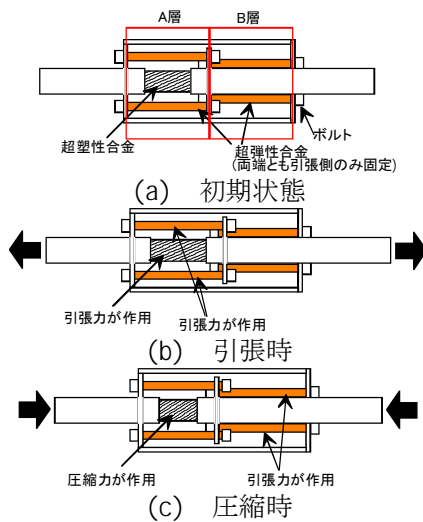 A層 B層
ボルト
超塑性合金
超弾性合金
(両端とも引張側のみ固定)
(a) 初期状態
引張力が作用
引張力が作用
(b) 引張時
圧縮力が作用
引張力が作用
(c) 圧縮時